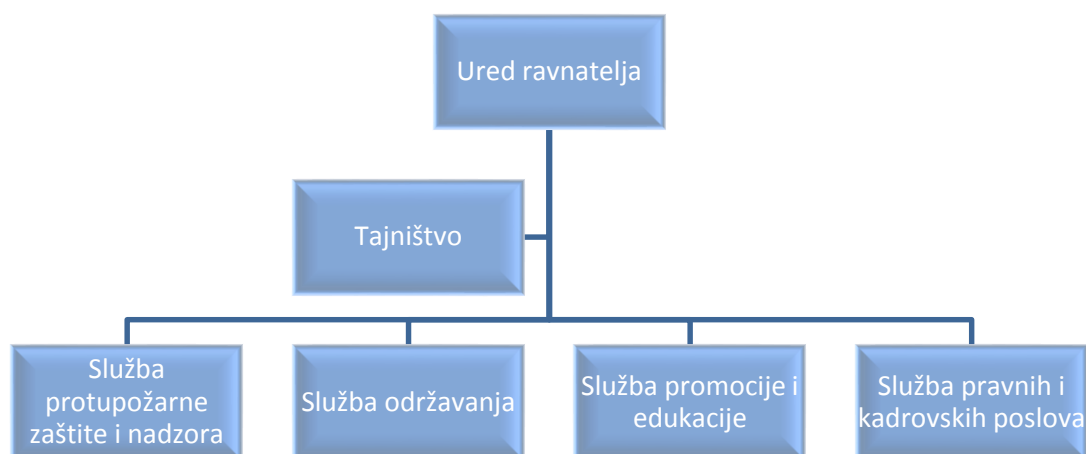 Ured ravnatelja
Tajništvo
Služba
protupožarne
zaštite i nadzora
Služba održavanja
Služba promocije i
edukacije
Služba pravnih i
kadrovskih poslova